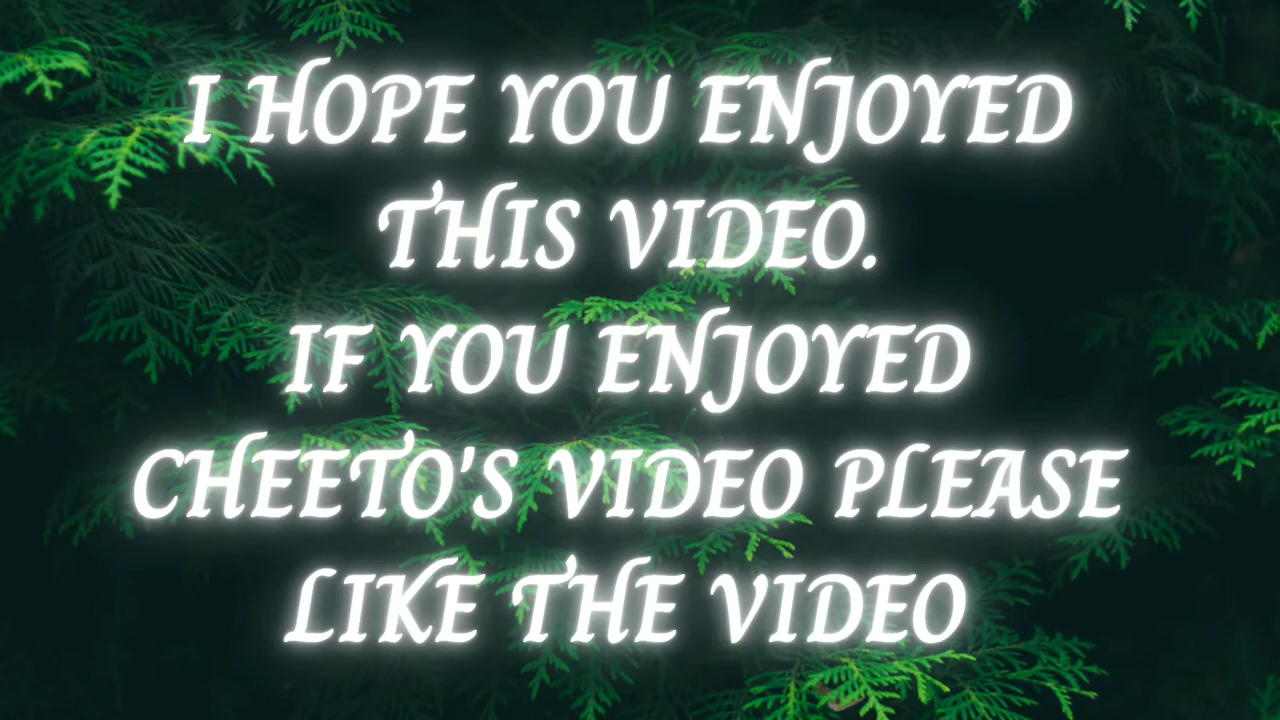 I HOPE YOU ENJOYED
THIS VIDEO.
IF YOU ENJOYED
CHEETO'S VIDEO PLEASE
LIKE THE VIDEO